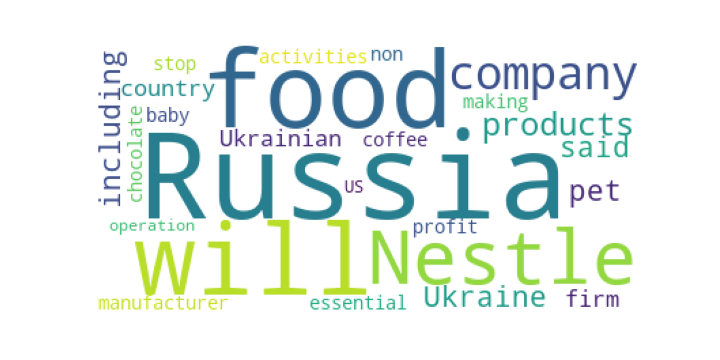 stop
activities
non
including
country
food
company
making
chocolate
baby
Ukrainian
coffee
products
said
Russia
US
pet
operation
will
profit
Nestle
manufacturer
essential
Ukraine
firm